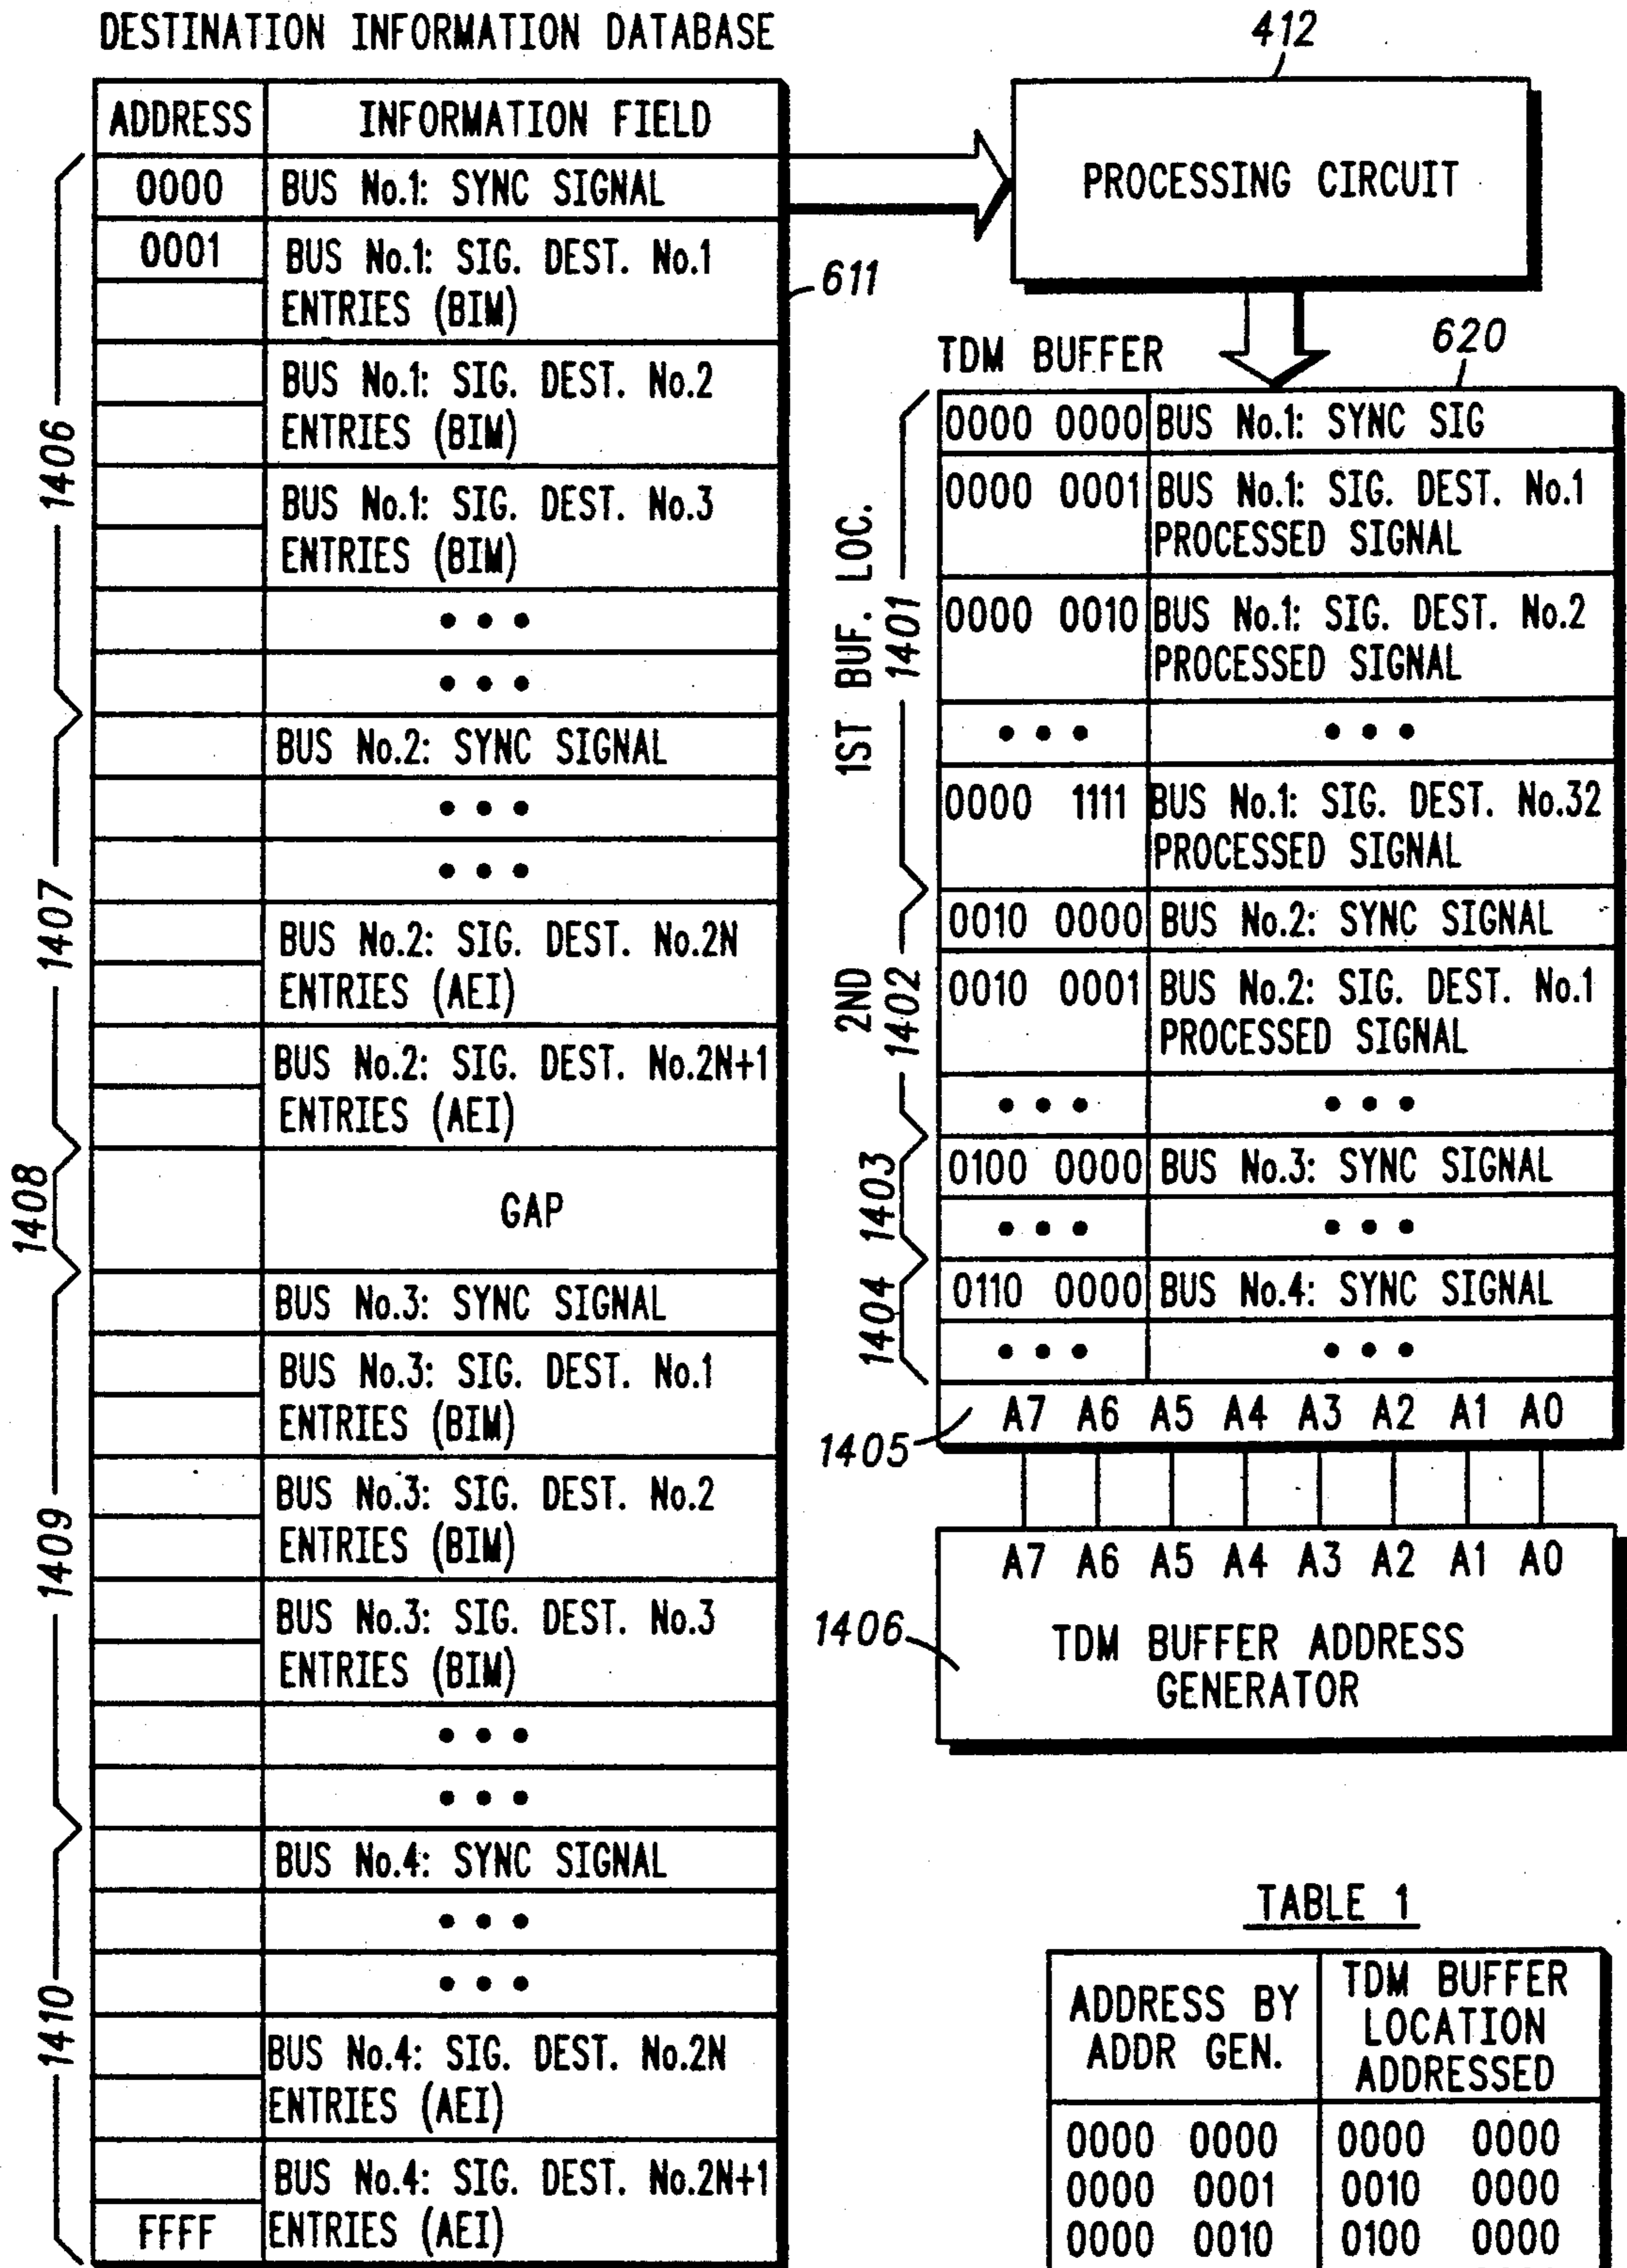 DESTINATION INFORMATION DATABASE
ADDRESS INFORMATION FIELD
0000 BUS No.1: SYNC SIGNAL
0001 BUS No.1: SIG. DEST. No.1
ENTRIES (BIM)
BUS No.1: SIG. DEST. No.2
ENTRIES (BIM)
BUS No.1: SIG. DEST. No.3
ENTRIES (BIM)
• • •
• • •
BUS No.2: SYNC SIGNAL
• • •
• • •
BUS No.2: SIG. DEST. No.2N
ENTRIES (AEI)
BUS No.2: SIG. DEST. No.2N+1
ENTRIES (AEI)
GAP
BUS No.3: SYNC SIGNAL
BUS No.3: SIG. DEST. No.1
ENTRIES (BIM)
BUS No.3: SIG. DEST. No.2
ENTRIES (BIM)
BUS No.3: SIG. DEST. No.3
ENTRIES (BIM)
• • •
• • •
BUS No.4: SYNC SIGNAL
• • •
• • •
BUS No.4: SIG. DEST. No.2N
ENTRIES (AEI)
BUS No.4: SIG. DEST. No.2N+1
FFFF ENTRIES (AEI)
1406
1407
1408
1409
1410
611
412
PROCESSING CIRCUIT
TDM BUFFER
620
0000 0000 BUS No.1: SYNC SIG
0000 0001 BUS No.1: SIG. DEST. No.1
PROCESSED SIGNAL
0000 0010 BUS No.1: SIG. DEST. No.2
PROCESSED SIGNAL
• • • • • •
0000 1111 BUS No.1: SIG. DEST. No.32
PROCESSED SIGNAL
0010 0000 BUS No.2: SYNC SIGNAL
0010 0001 BUS No.2: SIG. DEST. No.1
PROCESSED SIGNAL
• • • • • •
0100 0000 BUS No.3: SYNC SIGNAL
• • • • • •
0110 0000 BUS No.4: SYNC SIGNAL
• • • • • •
A7 A6 A5 A4 A3 A2 A1 A0
1ST BUF. LOC.
1401
2ND
1402
1403
1404
1405
A7 A6 A5 A4 A3 A2 A1 A0
TDM BUFFER ADDRESS
GENERATOR
1406
TABLE 1
ADDRESS BY
ADDR GEN.
TDM BUFFER
LOCATION
ADDRESSED
0000 0000 0000 0000
0000 0001 0010 0000
0000 0010 0100 0000